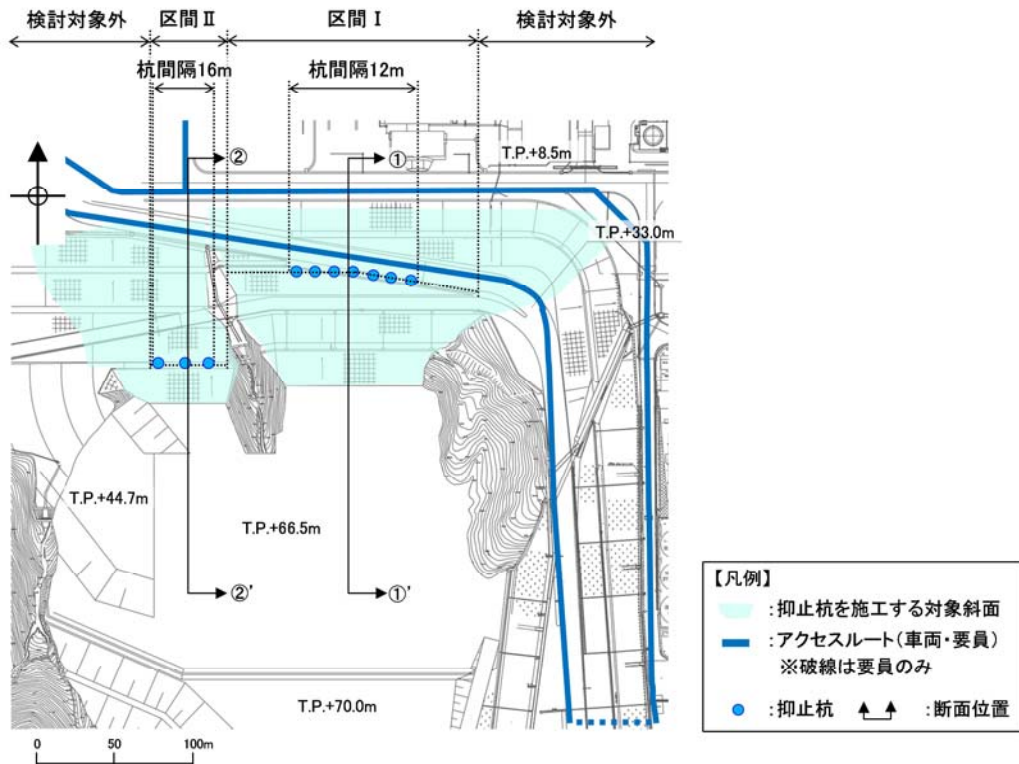 検討対象外
区間Ⅱ
区間Ⅰ
検討対象外
杭間隔16m
杭間隔12m
②
①
T.P.+8.5m
T.P.+33.0m
T.P.+44.7m
T.P.+66.5m
②'
①'
T.P.+70.0m
0 50 100m
【凡例】
:抑止杭を施工する対象斜面
:アクセスルート(車両・要員)
※破線は要員のみ
:抑止杭
:断面位置